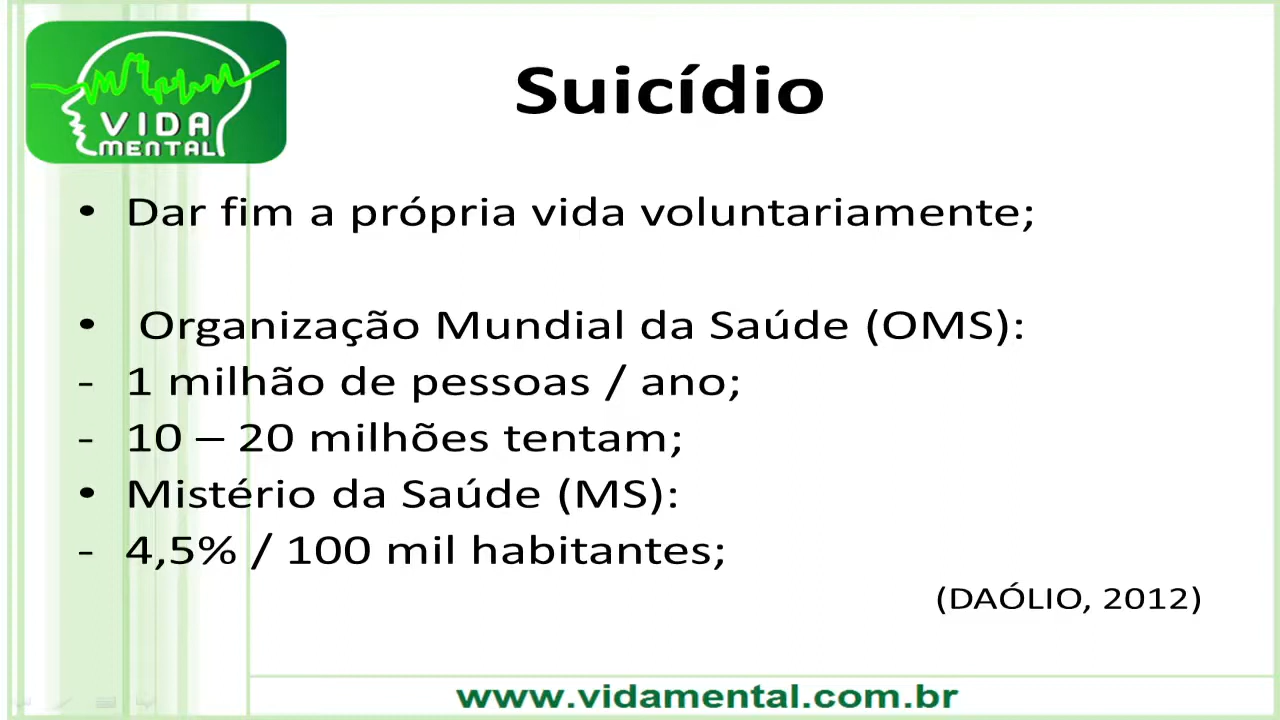 VIDA
MENTAL
Suicídio
• Dar fim a própria vida voluntariamente;
• Organização Mundial da Saúde (OMS):
- 1 milhão de pessoas / ano;
- 10 – 20 milhões tentam;
• Mistério da Saúde (MS):
- 4,5% / 100 mil habitantes;
(DAÓLIO, 2012)
www.vidamental.com.br